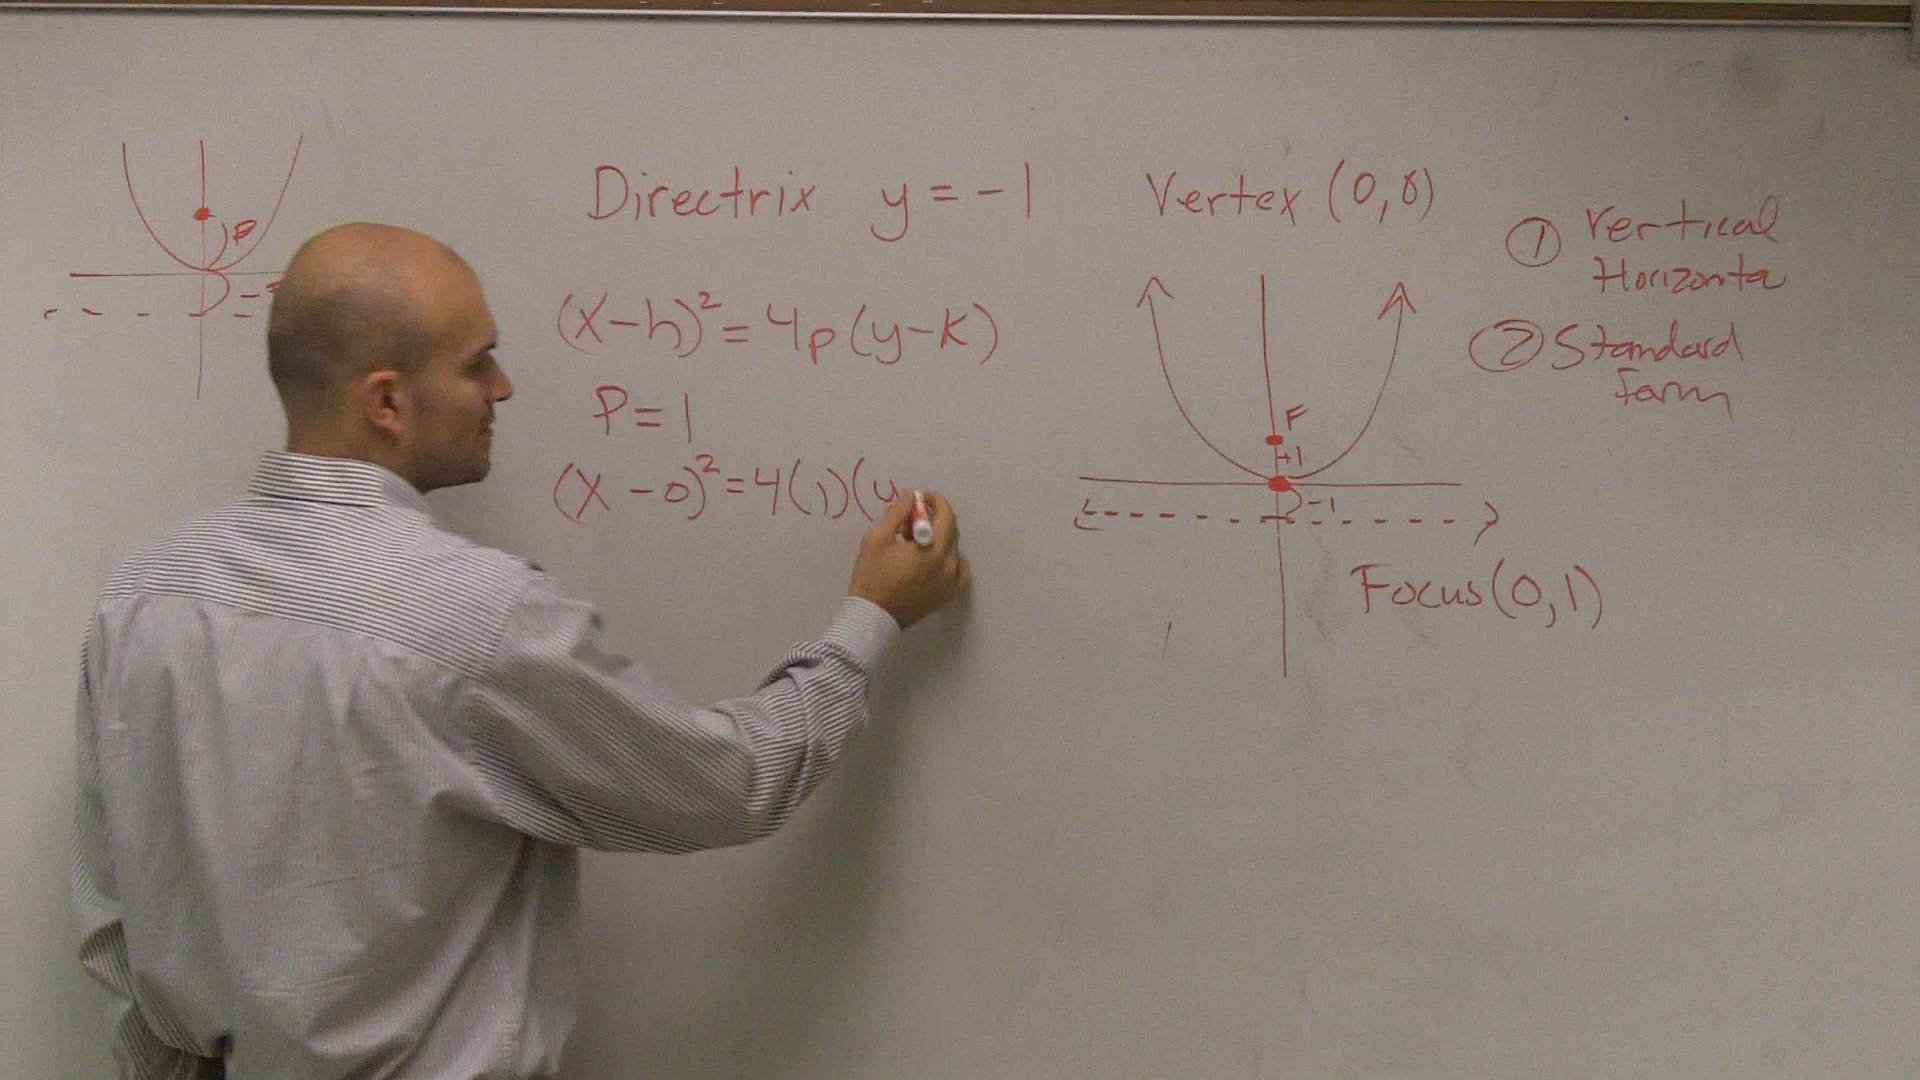 P
Directrix y = -1
Vertex (0,0)
(x-h)² = 4p(y-k)
P = 1
(x - 0)² = 4(1)(y
F
+1
-1
Focus (0,1)
① Vertical
Horizonta
② Standard
Form